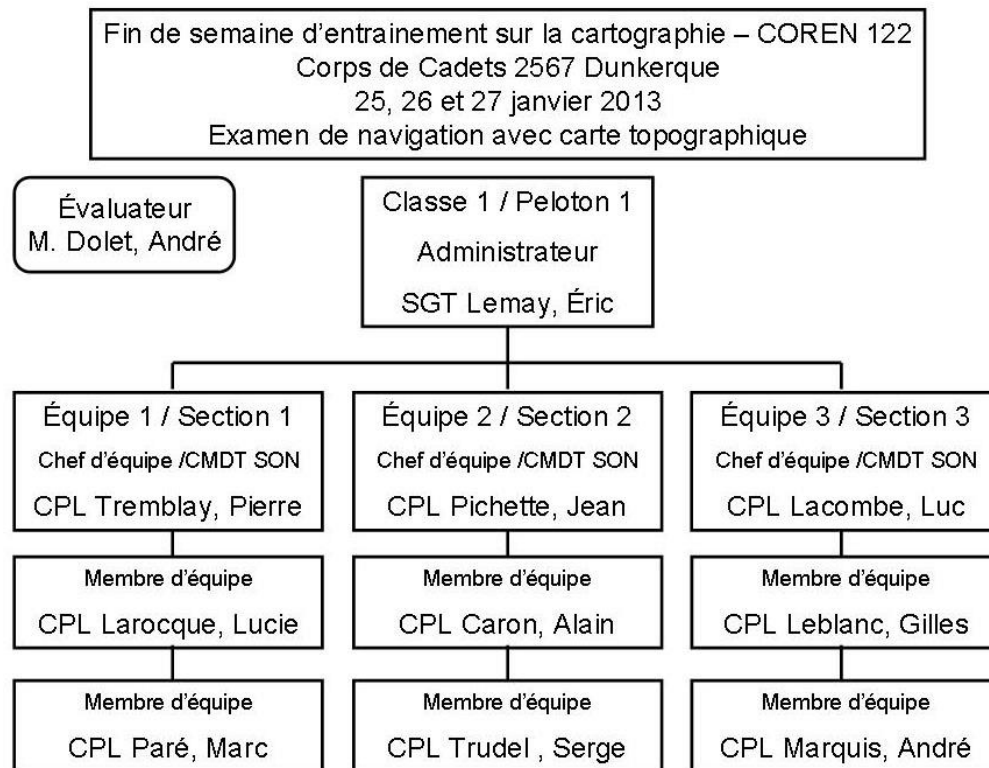 Fin de semaine d'entrainement sur la cartographie – COREN 122
Corps de Cadets 2567 Dunkerque
25, 26 et 27 janvier 2013
Examen de navigation avec carte topographique
Évaluateur
M. Dolet, André
Classe 1 / Peloton 1
Administrateur
SGT Lemay, Éric
Équipe 1 / Section 1
Chef d'équipe /CMDT SON
CPL Tremblay, Pierre
Membre d'équipe
CPL Larocque, Lucie
Membre d'équipe
CPL Paré, Marc
Équipe 2 / Section 2
Chef d'équipe /CMDT SON
CPL Pichette, Jean
Membre d'équipe
CPL Caron, Alain
Membre d'équipe
CPL Trudel , Serge
Équipe 3 / Section 3
Chef d'équipe /CMDT SON
CPL Lacombe, Luc
Membre d'équipe
CPL Leblanc, Gilles
Membre d'équipe
CPL Marquis, André